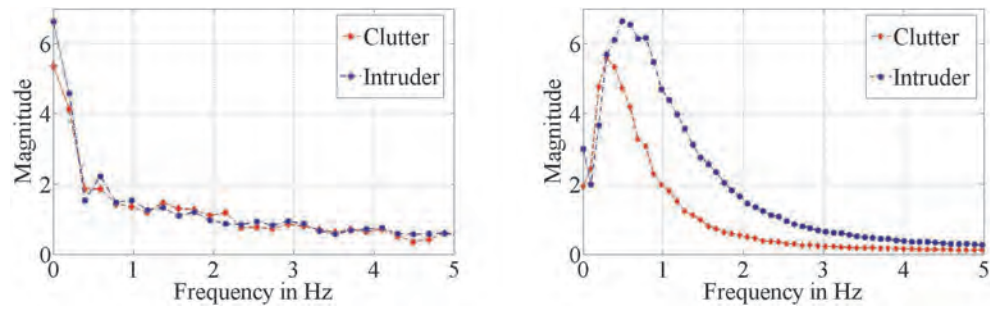 6
4
2
0
Magnitude
Clutter
Intruder
0 1 2 3 4 5
Frequency in Hz
6
4
2
0
Magnitude
Clutter
Intruder
0 1 2 3 4 5
Frequency in Hz